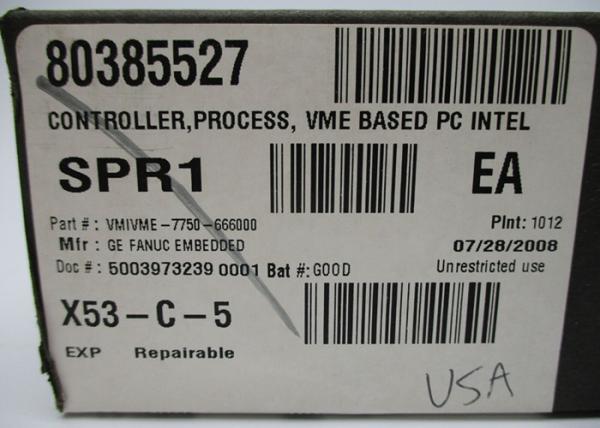 80385527
CONTROLLER,PROCESS, VME BASED PC INTEL
SPR1 EA
Part # : VMIVME-7750-666000 Plnt: 1012
Mfr : GE FANUC EMBEDDED 07/28/2008
Doc # : 5003973239 0001 Bat #: GOOD Unrestricted use
X53-C-5
EXP Repairable
USA